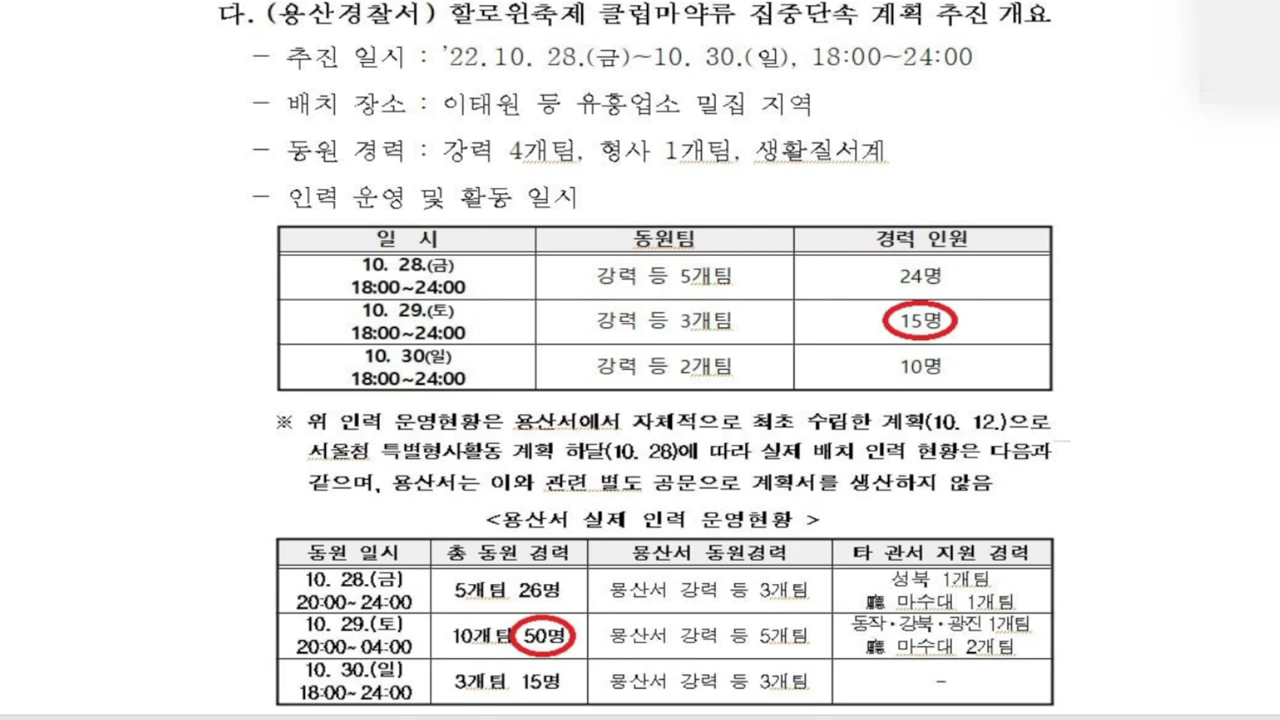 다. (용산경찰서) 할로윈축제 클럽마약류 집중단속 계획 추진 개요
- 추진 일시 : '22. 10. 28.(금)~10. 30.(일), 18:00~24:00
- 배치 장소 : 이태원 등 유흥업소 밀집 지역
- 동원 경력 : 강력 4개팀, 형사 1개팀, 생활질서계
- 인력 운영 및 활동 일시
일 시 동원팀 경력 인원
10. 28.(금)
18:00~24:00 강력 등 5개팀 24명
10. 29.(토)
18:00~24:00 강력 등 3개팀 15명
10. 30(일)
18:00~24:00 강력 등 2개팀 10명
※ 위 인력 운영현황은 용산서에서 자체적으로 최초 수립한 계획(10. 12.)으로
서울청 특별형사활동 계획 하달(10. 28)에 따라 실제 배치 인력 현황은 다음과
같으며, 용산서는 이와 관련 별도 공문으로 계획서를 생산하지 않음
<용산서 실제 인력 운영현황 >
동원 일시 총 동원 경력 용산서 동원경력 타 관서 지원 경력
10. 28.(금)
20:00~24:00 5개팀 26명 용산서 강력 등 3개팀 성북 1개팀
廳 마수대 1개팀
10. 29.(토)
20:00~04:00 10개팀 50명 용산서 강력 등 5개팀 동작·강북·광진 1개팀
廳 마수대 2개팀
10. 30.(일)
18:00~24:00 3개팀 15명 용산서 강력 등 3개팀 -